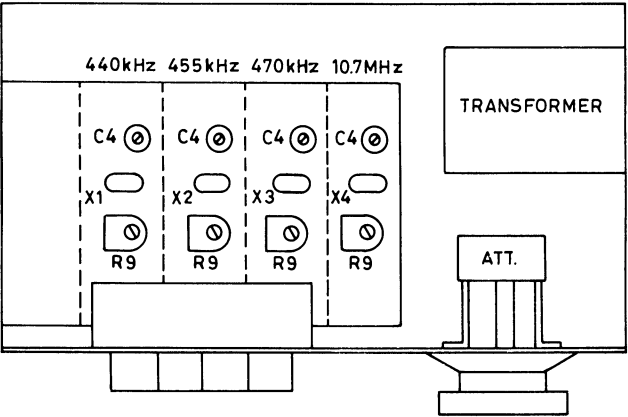 440kHz 455kHz 470kHz 10.7MHz
TRANSFORMER
C4 C4 C4 C4
X1 X2 X3 X4
R9 R9 R9 R9
ATT.